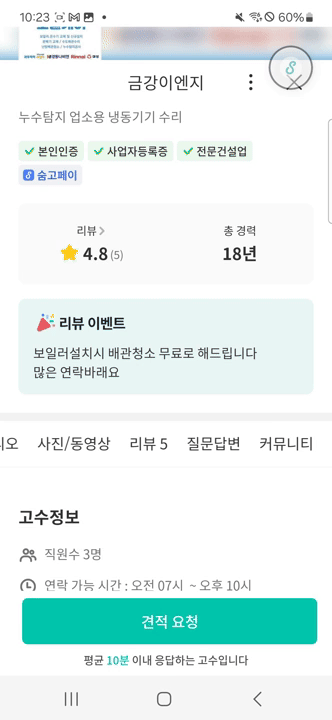 10:23
60%
금강이엔지
누수탐지 업소용 냉동기기 수리
본인인증 사업자등록증 전문건설업
숨고페이
리뷰 총 경력
4.8 (5) 18년
리뷰 이벤트
보일러설치시 배관청소 무료로 해드립니다
많은 연락바래요
리오 사진/동영상 리뷰 5 질문답변 커뮤니티
고수정보
직원수 3명
연락 가능 시간 : 오전 07시 ~ 오후 10시
견적 요청
평균 10분 이내 응답하는 고수입니다